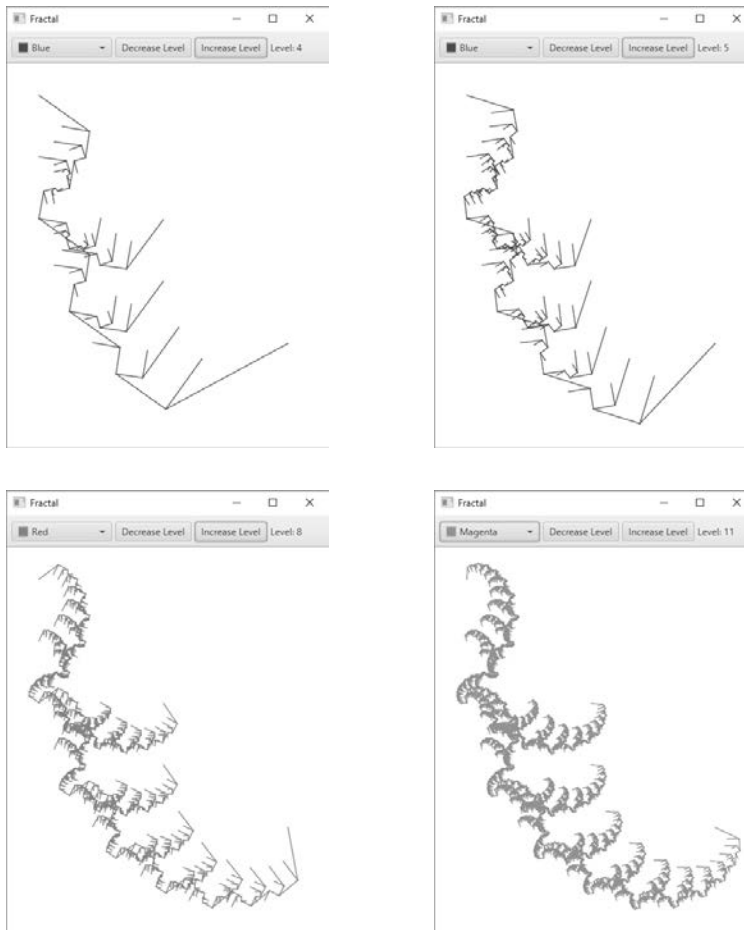 Fractal
Blue Decrease Level Increase Level Level: 4
Fractal
Blue Decrease Level Increase Level Level: 5
Fractal
Red Decrease Level Increase Level Level: 8
Fractal
Magenta Decrease Level Increase Level Level: 11